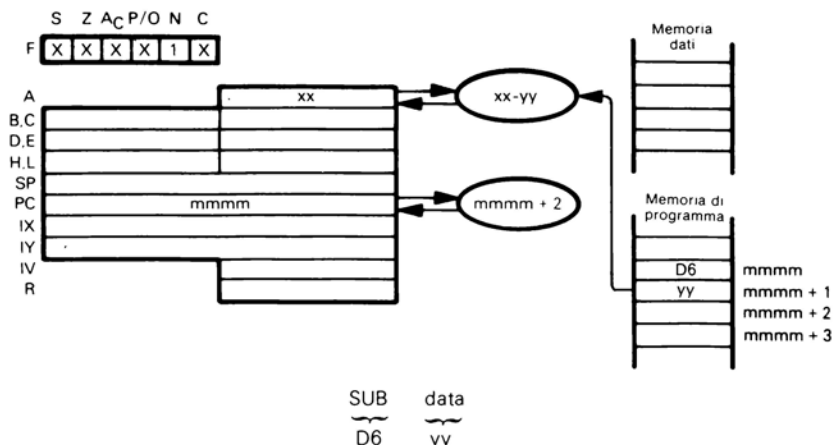 S Z AC P/O N C
F X X X X 1 X
Memoria
dati
A xx xx-yy
B,C
D,E
H,L
SP
PC mmmm mmmm + 2
Memoria di
programma
IX
IY
IV
R
D6 mmmm
yy mmmm + 1
mmmm + 2
mmmm + 3
SUB data
D6 yy